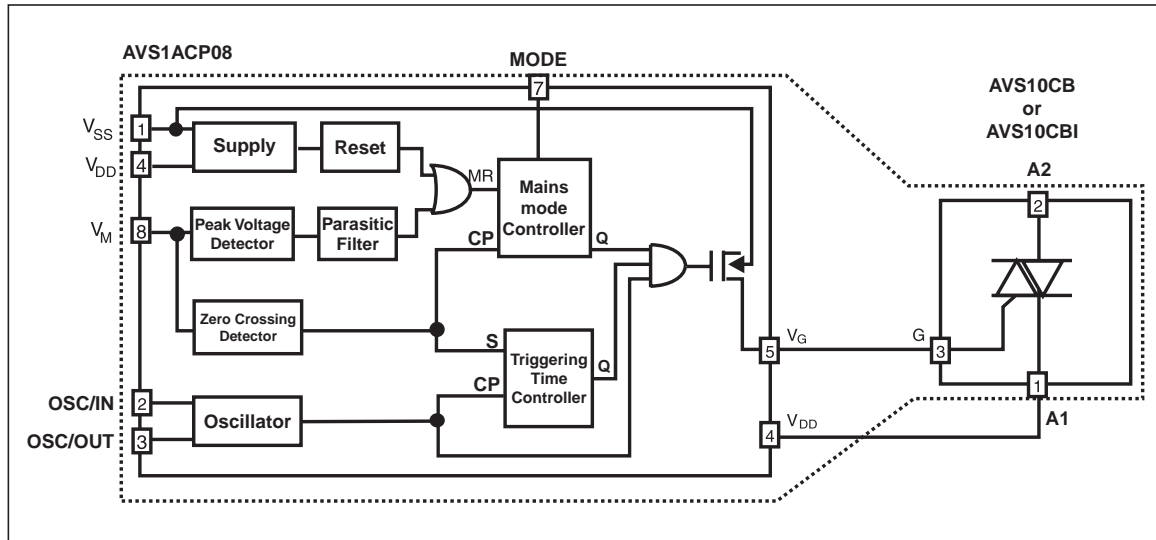 AVS1ACP08
MODE
7
AVS10CB
or
AVS10CBI
VSS
1
Supply
Reset
VDD
4
MR
Mains
mode
Controller
A2
2
VM
8
Peak Voltage
Detector
Parasitic
Filter
CP
Q
Zero Crossing
Detector
S
Triggering
Time
Controller
Q
CP
5
VG
G
3
OSC/IN
2
Oscillator
OSC/OUT
3
4
VDD
1
A1